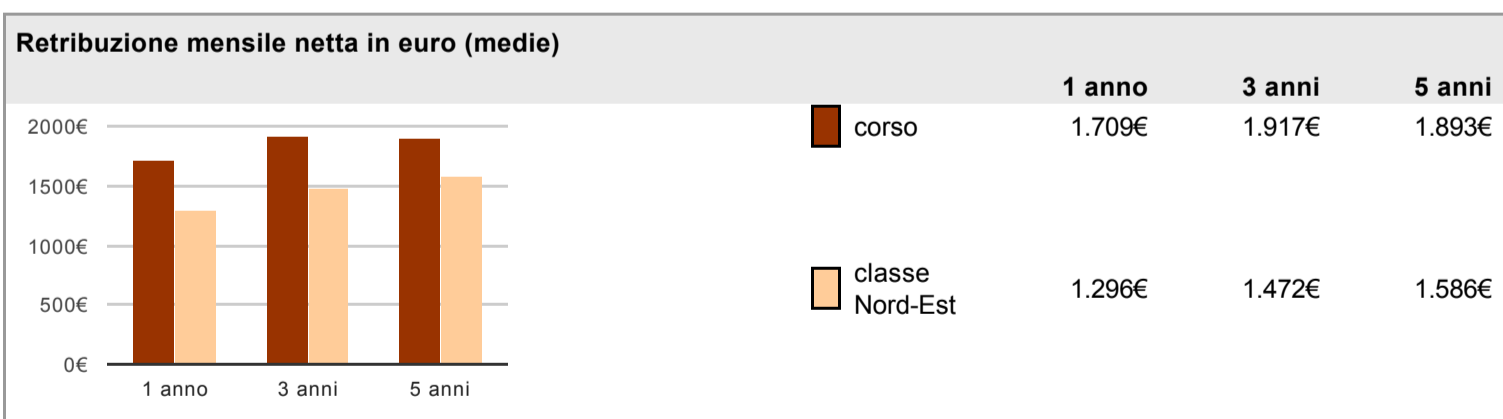 Retribuzione mensile netta in euro (medie)
1 anno 3 anni 5 anni
2000€
1500€
1000€
500€
0€
1 anno 3 anni 5 anni
corso 1.709€ 1.917€ 1.893€
classe
Nord-Est 1.296€ 1.472€ 1.586€